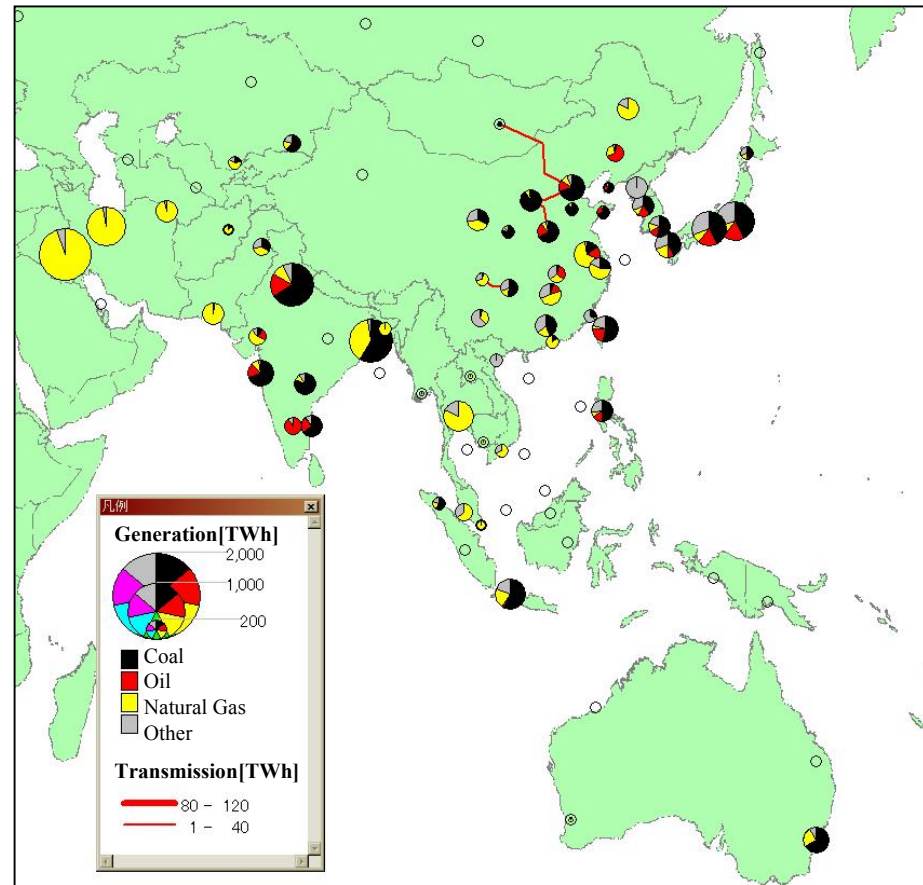 凡例
Generation[TWh]
2,000
1,000
200
Coal
Oil
Natural Gas
Other
Transmission[TWh]
80 - 120
1 - 40